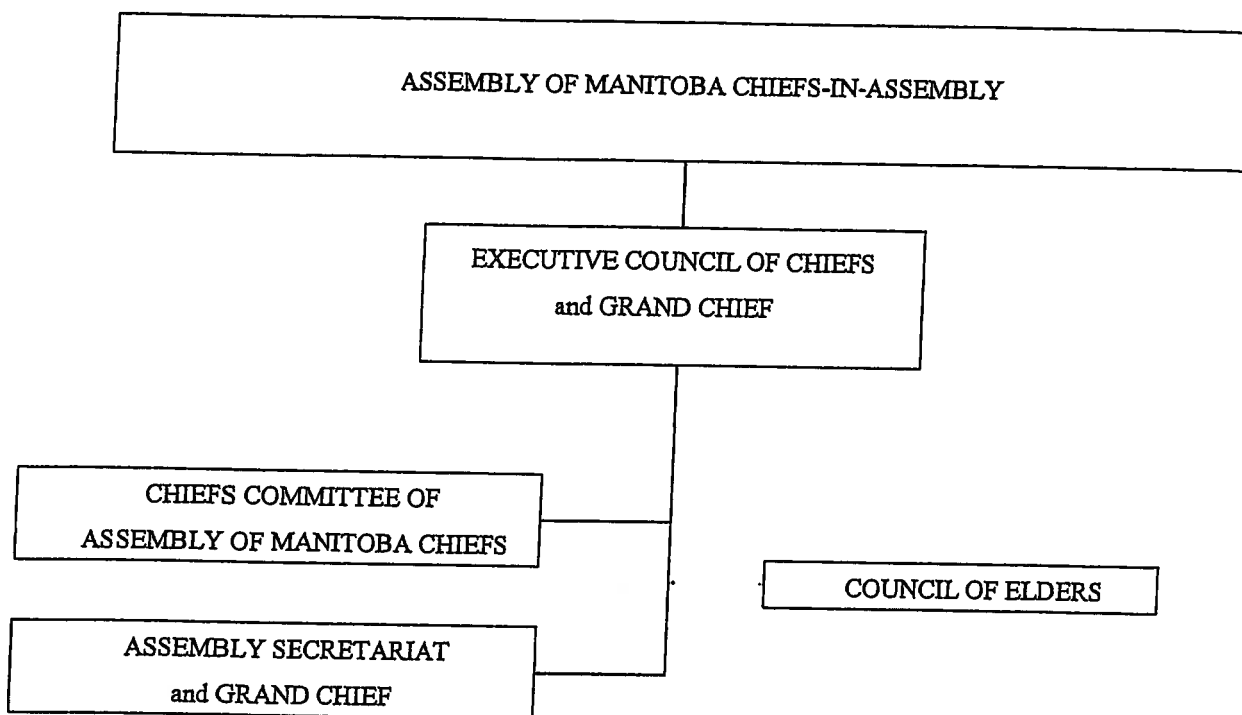 ASSEMBLY OF MANITOBA CHIEFS-IN-ASSEMBLY
EXECUTIVE COUNCIL OF CHIEFS
and GRAND CHIEF
CHIEFS COMMITTEE OF
ASSEMBLY OF MANITOBA CHIEFS
COUNCIL OF ELDERS
ASSEMBLY SECRETARIAT
and GRAND CHIEF